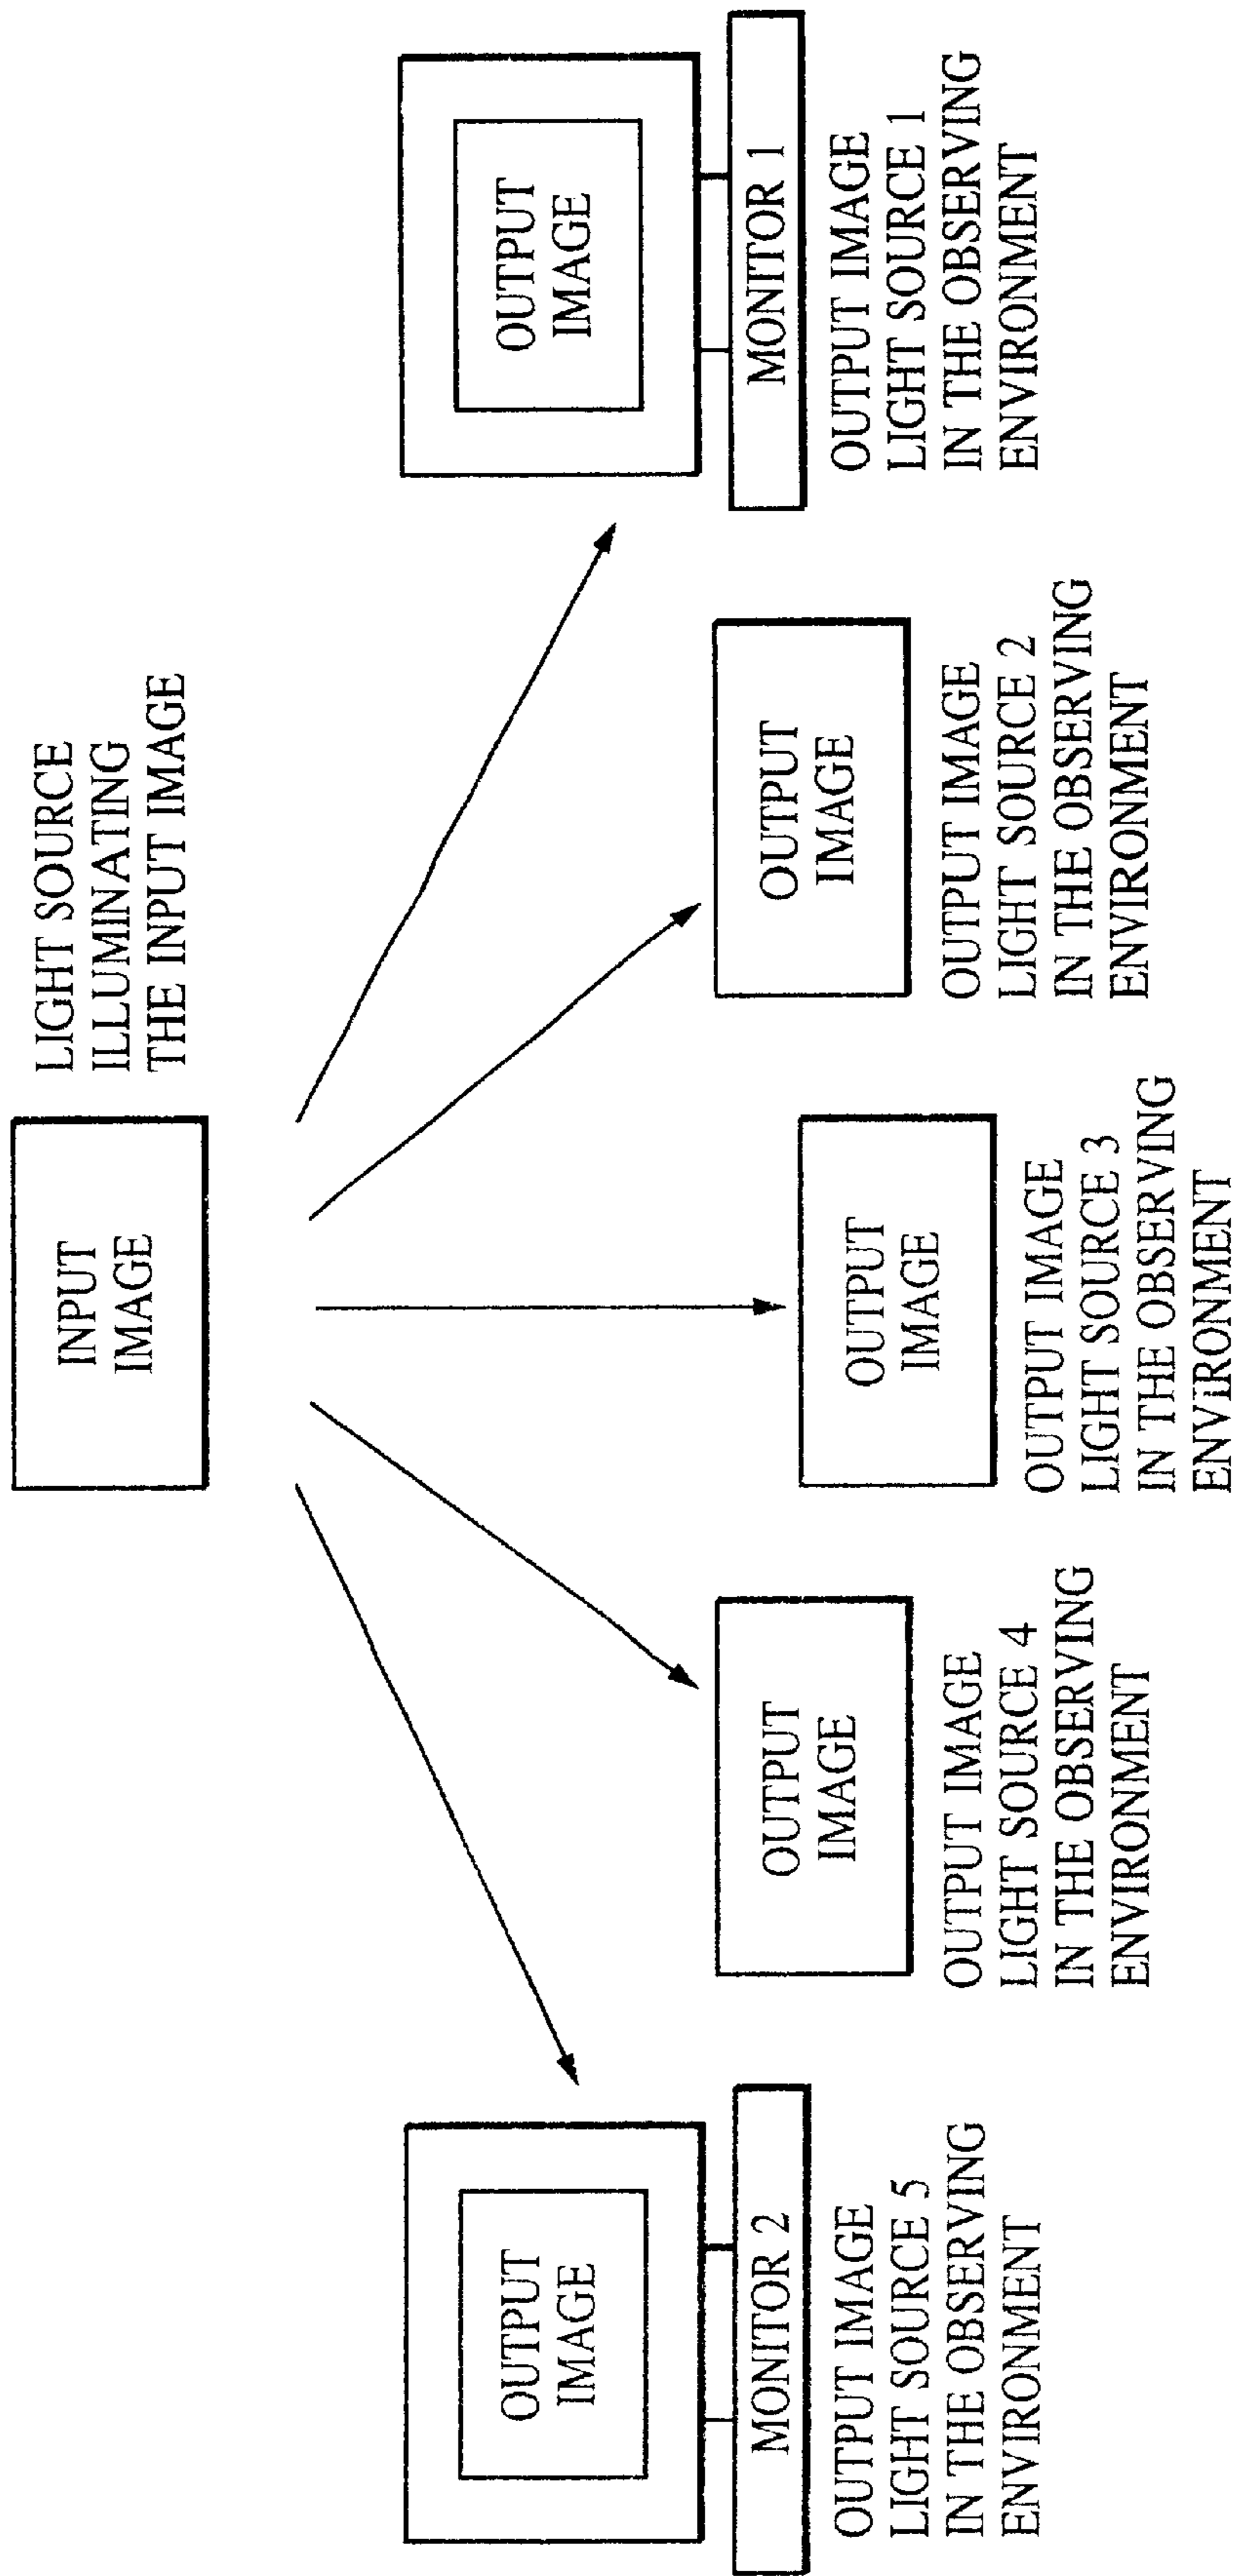 INPUT
IMAGE
LIGHT SOURCE
ILLUMINATING
THE INPUT IMAGE
OUTPUT
IMAGE
MONITOR 2
OUTPUT IMAGE
LIGHT SOURCE 5
IN THE OBSERVING
ENVIRONMENT
OUTPUT
IMAGE
OUTPUT IMAGE
LIGHT SOURCE 4
IN THE OBSERVING
ENVIRONMENT
OUTPUT
IMAGE
OUTPUT IMAGE
LIGHT SOURCE 3
IN THE OBSERVING
ENVIRONMENT
OUTPUT
IMAGE
OUTPUT IMAGE
LIGHT SOURCE 2
IN THE OBSERVING
ENVIRONMENT
OUTPUT
IMAGE
MONITOR 1
OUTPUT IMAGE
LIGHT SOURCE 1
IN THE OBSERVING
ENVIRONMENT